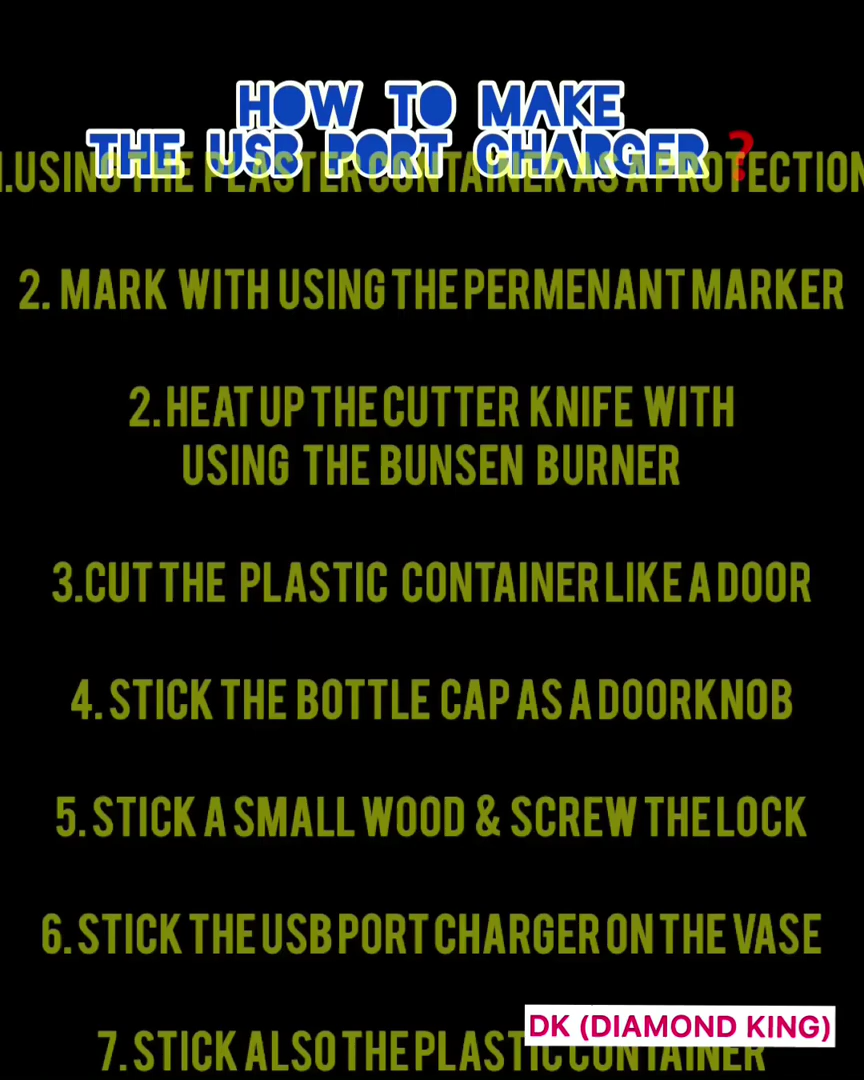 HOW TO MAKE
THE USB PORT CHARGER ❓
1.USING THE PLASTER CONTAINER AS A PROTECTION
2. MARK WITH USING THE PERMENANT MARKER
2.HEAT UP THE CUTTER KNIFE WITH
USING THE BUNSEN BURNER
3.CUT THE PLASTIC CONTAINER LIKE A DOOR
4. STICK THE BOTTLE CAP AS A DOORKNOB
5. STICK A SMALL WOOD & SCREW THE LOCK
6. STICK THE USB PORT CHARGER ON THE VASE
7. STICK ALSO THE PLASTIC CONTAINER
DK (DIAMOND KING)